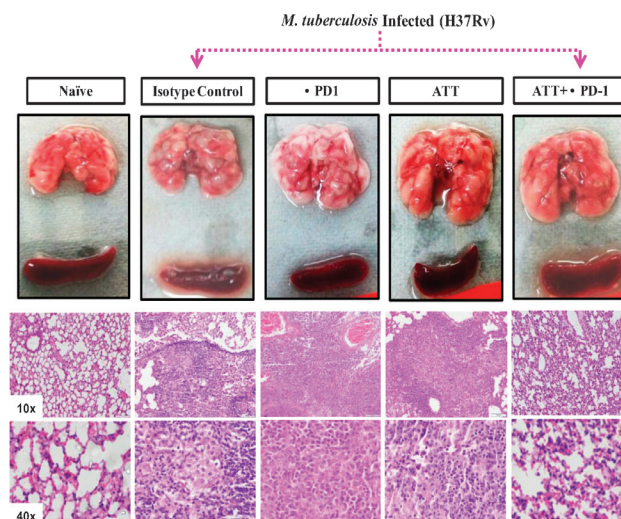 M. tuberculosis Infected (H37Rv)
Naïve
Isotype Control
• PD1
ATT
ATT+ • PD-1
10x
40x